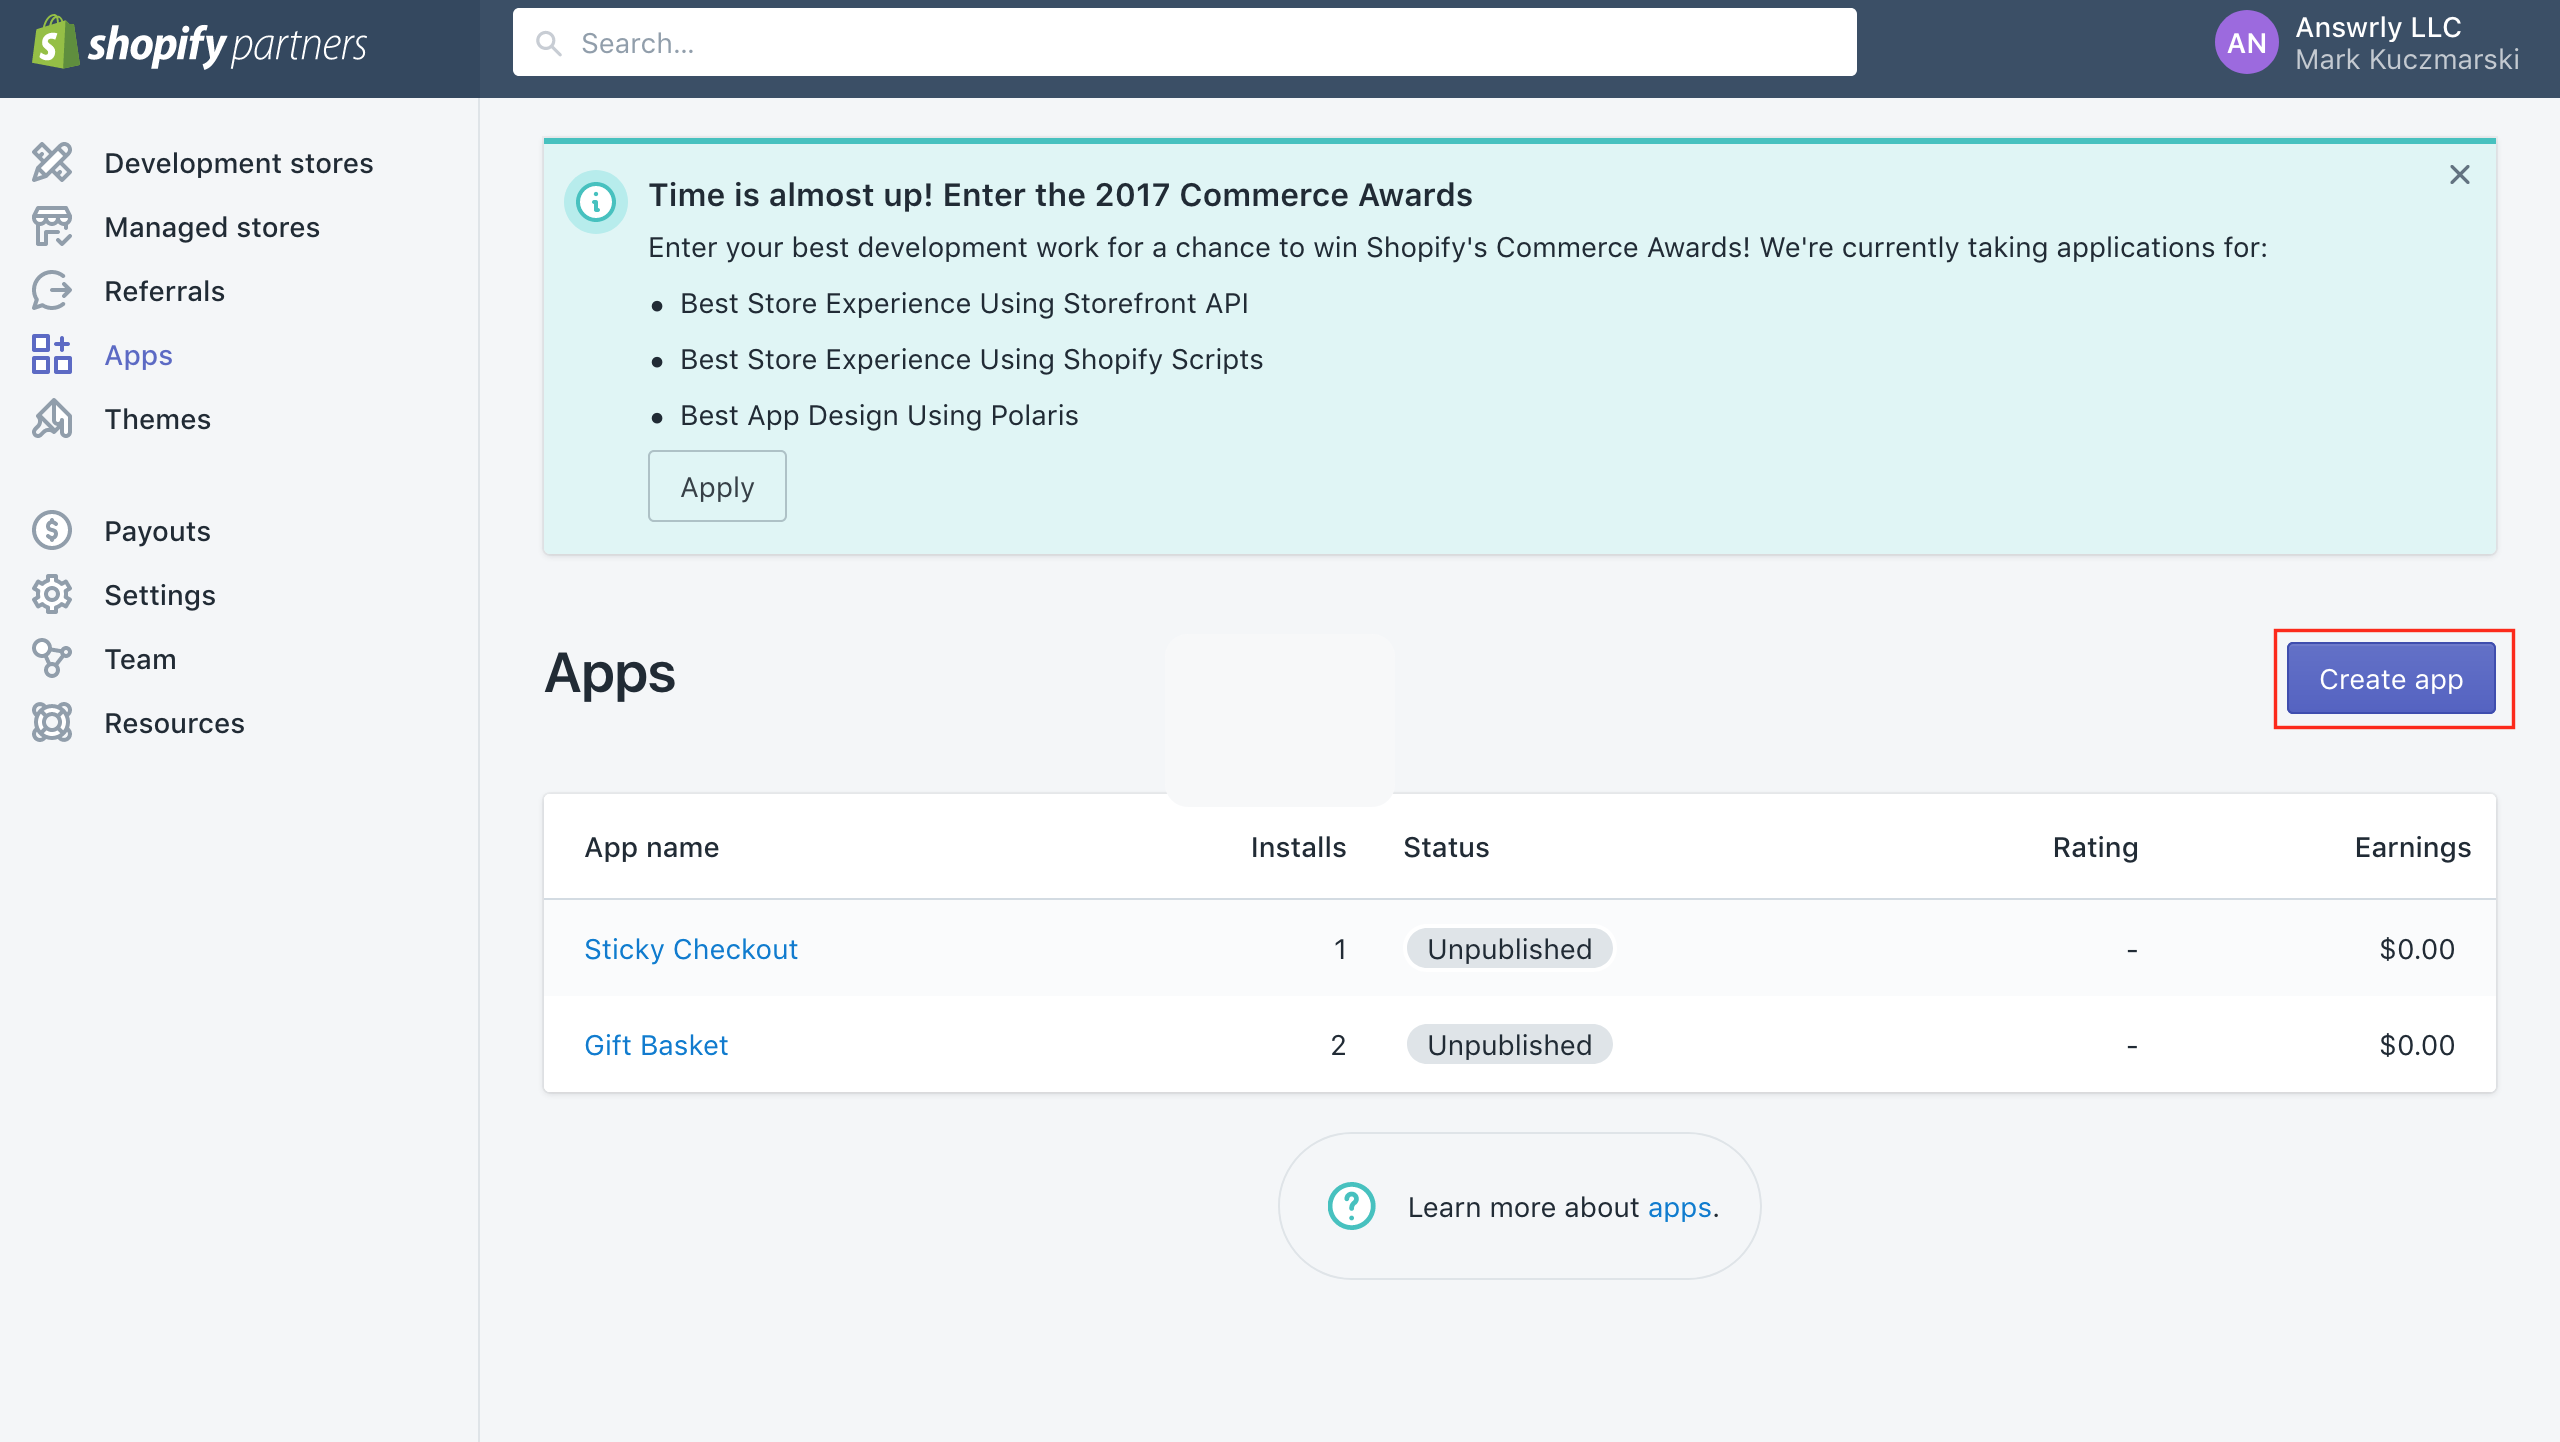 shopify partners
Search...
AN
Answrly LLC
Mark Kuczmarski
Development stores
Managed stores
Referrals
Apps
Themes
Payouts
Settings
Team
Resources
Time is almost up! Enter the 2017 Commerce Awards
Enter your best development work for a chance to win Shopify's Commerce Awards! We're currently taking applications for:
• Best Store Experience Using Storefront API
• Best Store Experience Using Shopify Scripts
• Best App Design Using Polaris
Apply
Apps
Create app
App name Installs Status Rating Earnings
Sticky Checkout 1 Unpublished - $0.00
Gift Basket 2 Unpublished - $0.00
Learn more about apps.